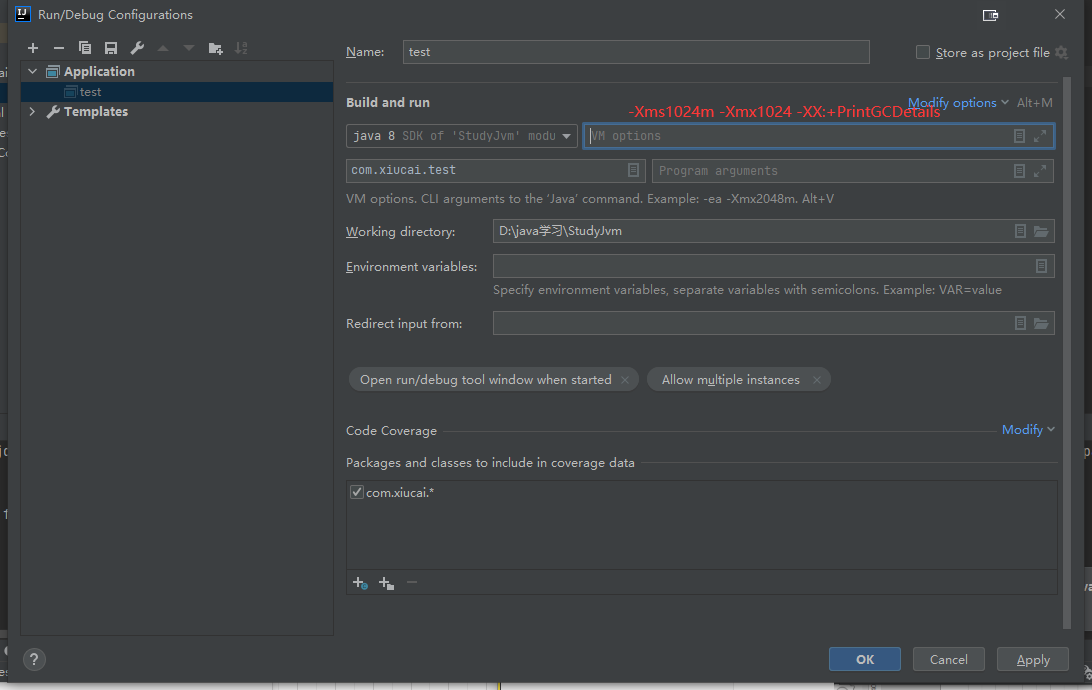 Run/Debug Configurations
Name: test Store as project file
Application
test
Templates
Build and run Modify options Alt+M
-Xms1024m -Xmx1024 -XX:+PrintGCDetails
java 8 SDK of 'StudyJvm' modu VM options
com.xiucai.test Program arguments
VM options. CLI arguments to the 'Java' command. Example: -ea -Xmx2048m. Alt+V
Working directory: D:\java学习\StudyJvm
Environment variables:
Specify environment variables, separate variables with semicolons. Example: VAR=value
Redirect input from:
Open run/debug tool window when started Allow multiple instances
Code Coverage Modify
Packages and classes to include in coverage data
com.xiucai.*
? OK Cancel Apply